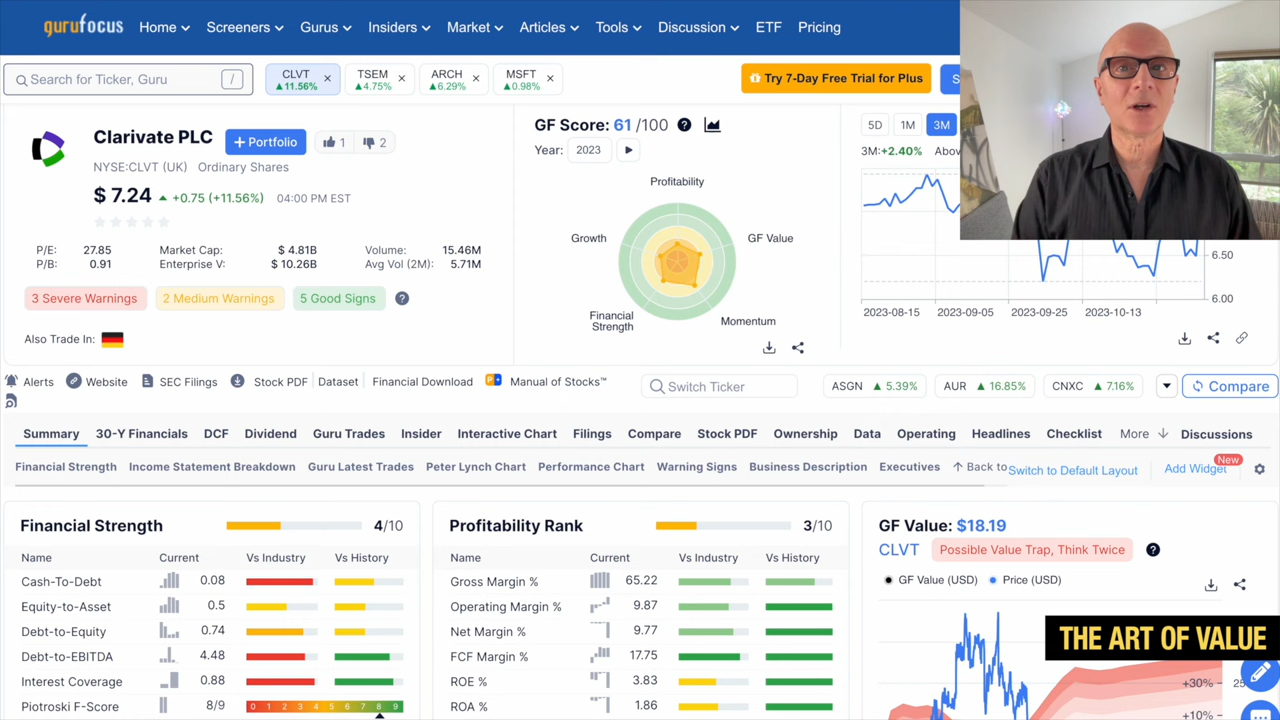 gurufocus Home Screeners Gurus Insiders Market Articles Tools Discussion ETF Pricing
Search for Ticker, Guru /
CLVT ×
▲11.56%
TSEM ×
▲4.75%
ARCH ×
▲6.29%
MSFT ×
▲0.98%
Try 7-Day Free Trial for Plus
Clarivate PLC
+ Portfolio
1
2
NYSE:CLVT (UK) Ordinary Shares
$ 7.24 ▲ +0.75 (+11.56%) 04:00 PM EST
P/E: 27.85 Market Cap: $ 4.81B Volume: 15.46M
P/B: 0.91 Enterprise V: $ 10.26B Avg Vol (2M): 5.71M
3 Severe Warnings 2 Medium Warnings 5 Good Signs ?
Also Trade In:
GF Score: 61 /100 ?
Year: 2023
Profitability
Growth
GF Value
Financial
Strength
Momentum
5D 1M 3M
3M:+2.40%
6.50
6.00
2023-08-15 2023-09-05 2023-09-25 2023-10-13
Alerts Website SEC Filings Stock PDF Dataset Financial Download Manual of Stocks™
Switch Ticker
ASGN ▲ 5.39% AUR ▲ 16.85% CNXC ▲ 7.16% Compare
Summary 30-Y Financials DCF Dividend Guru Trades Insider Interactive Chart Filings Compare Stock PDF Ownership Data Operating Headlines Checklist More Discussions
Financial Strength Income Statement Breakdown Guru Latest Trades Peter Lynch Chart Performance Chart Warning Signs Business Description Executives ↑ Back to
Switch to Default Layout
Add Widget New
Financial Strength 4/10
Name Current Vs Industry Vs History
Cash-To-Debt 0.08
Equity-to-Asset 0.5
Debt-to-Equity 0.74
Debt-to-EBITDA 4.48
Interest Coverage 0.88
Piotroski F-Score 8/9 0 1 2 3 4 5 6 7 8 9
Profitability Rank 3/10
Name Current Vs Industry Vs History
Gross Margin % 65.22
Operating Margin % 9.87
Net Margin % 9.77
FCF Margin % 17.75
ROE % 3.83
ROA % 1.86
GF Value: $18.19
CLVT Possible Value Trap, Think Twice ?
GF Value (USD) Price (USD)
THE ART OF VALUE
+30%
+10%